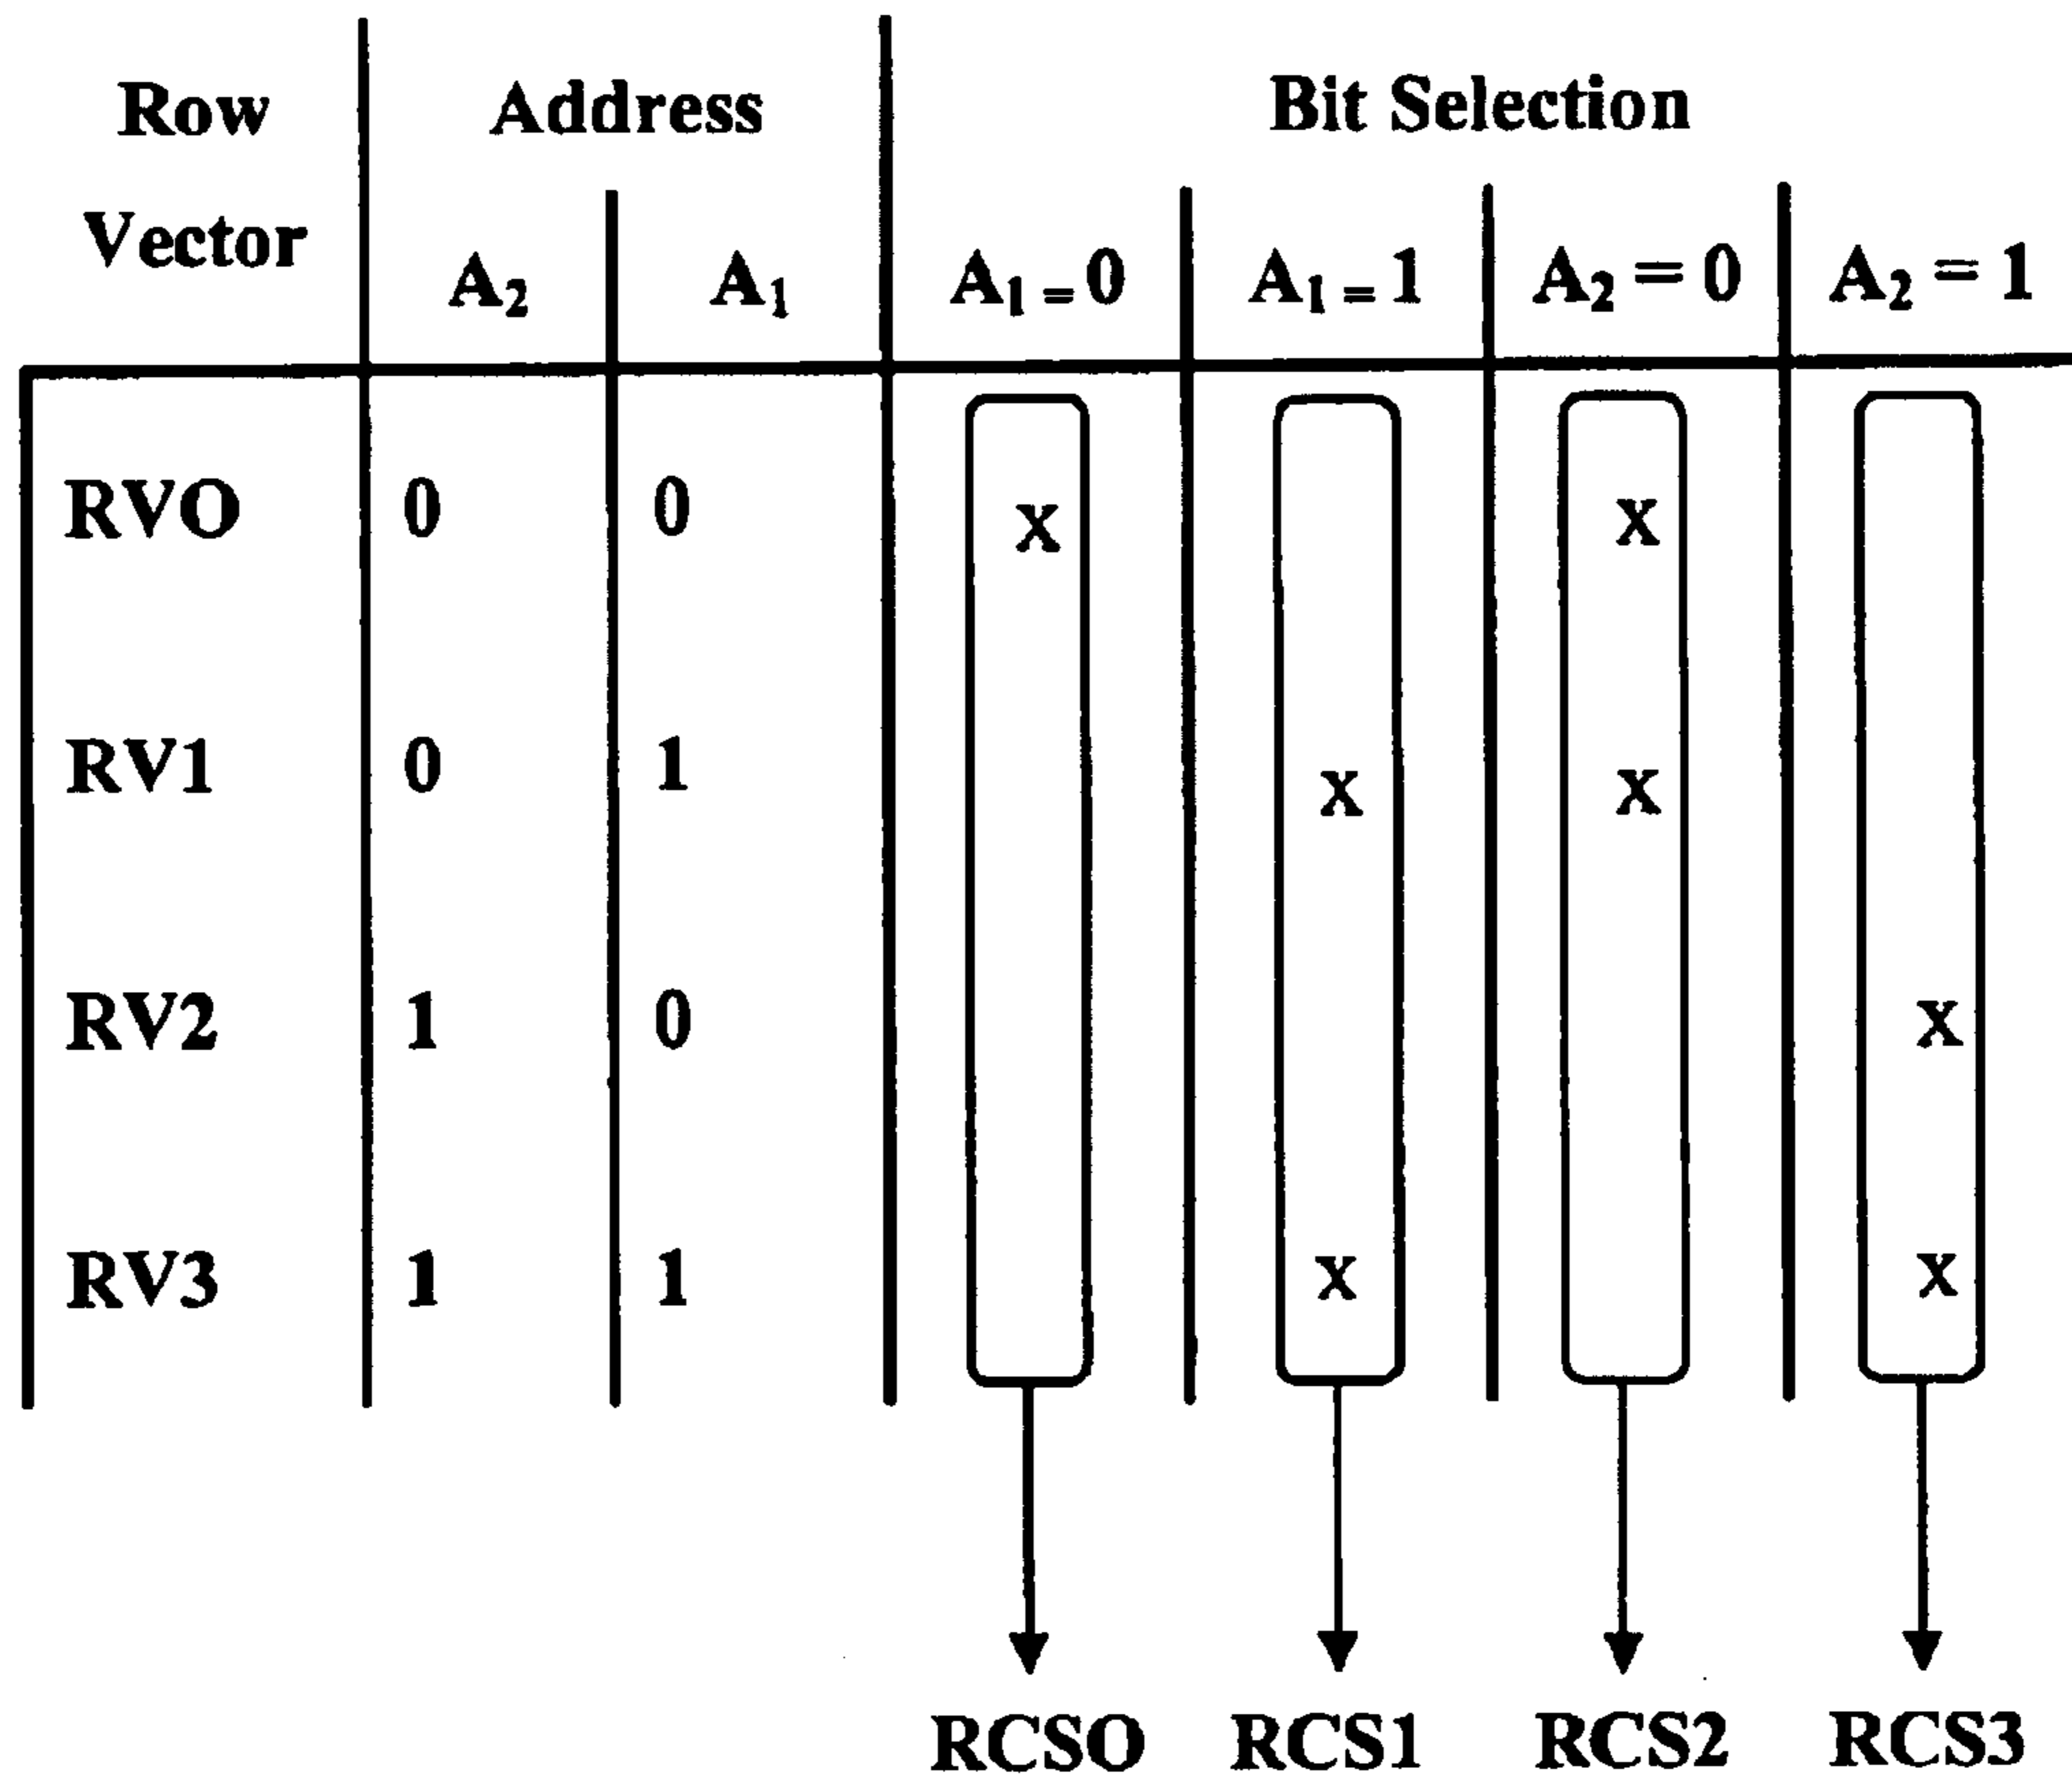 Row Address Bit Selection
Vector A₂ A₁ A₁ = 0 A₁ = 1 A₂ = 0 A₂ = 1
RVO 0 0 x x
RV1 0 1 x x
RV2 1 0 x
RV3 1 1 x x
RCSO RCS1 RCS2 RCS3